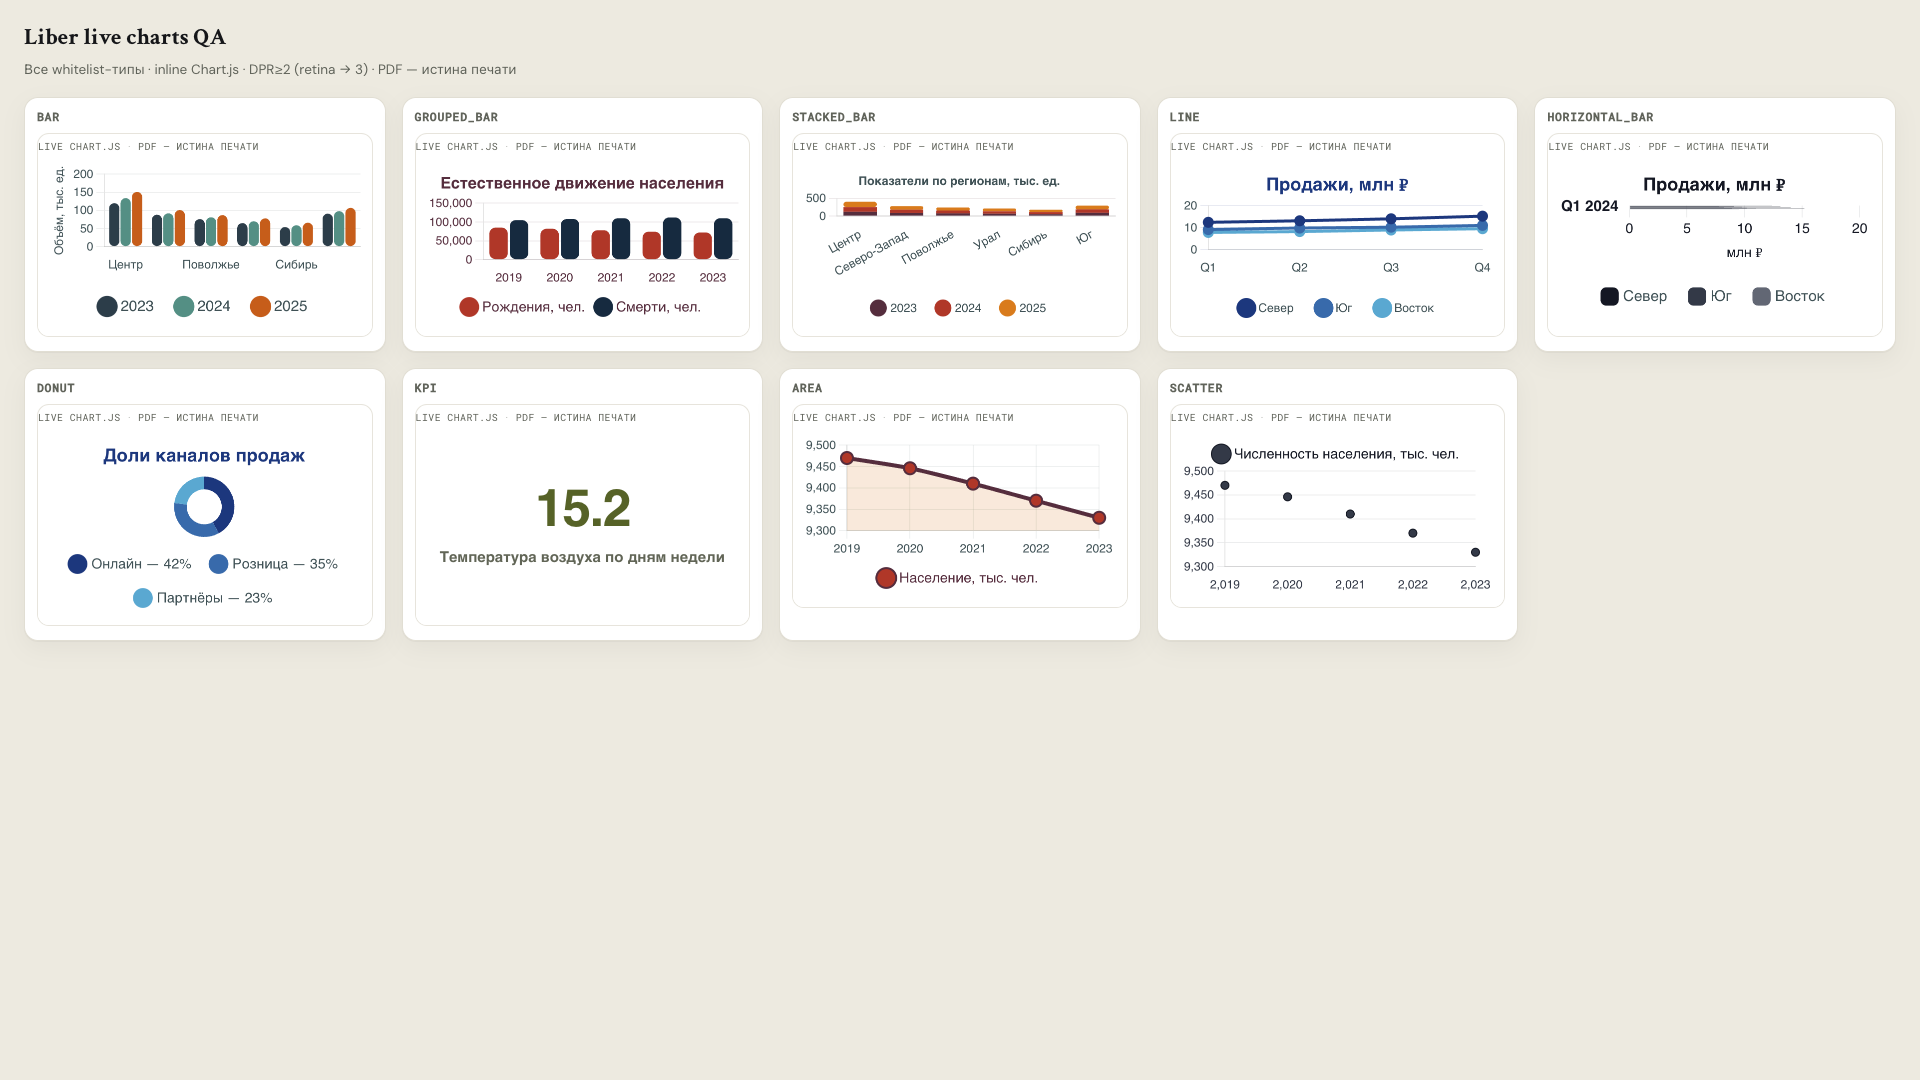 Liber live charts QA
Все whitelist-типы · inline Chart.js · DPR≥2 (retina → 3) · PDF — истина печати
BAR
LIVE CHART.JS · PDF — ИСТИНА ПЕЧАТИ
Объём, тыс. ед.
200
150
100
50
0
Центр Поволжье Сибирь
2023 2024 2025
GROUPED_BAR
LIVE CHART.JS · PDF — ИСТИНА ПЕЧАТИ
Естественное движение населения
150,000
100,000
50,000
0
2019 2020 2021 2022 2023
Рождения, чел. Смерти, чел.
STACKED_BAR
LIVE CHART.JS · PDF — ИСТИНА ПЕЧАТИ
Показатели по регионам, тыс. ед.
500
0
Центр Северо-Запад Поволжье Урал Сибирь Юг
2023 2024 2025
LINE
LIVE CHART.JS · PDF — ИСТИНА ПЕЧАТИ
Продажи, млн ₽
20
10
0
Q1 Q2 Q3 Q4
Север Юг Восток
HORIZONTAL_BAR
LIVE CHART.JS · PDF — ИСТИНА ПЕЧАТИ
Продажи, млн ₽
Q1 2024
0 5 10 15 20
млн ₽
Север Юг Восток
DONUT
LIVE CHART.JS · PDF — ИСТИНА ПЕЧАТИ
Доли каналов продаж
Онлайн — 42% Розница — 35%
Партнёры — 23%
KPI
LIVE CHART.JS · PDF — ИСТИНА ПЕЧАТИ
15.2
Температура воздуха по дням недели
AREA
LIVE CHART.JS · PDF — ИСТИНА ПЕЧАТИ
9,500
9,450
9,400
9,350
9,300
2019 2020 2021 2022 2023
Население, тыс. чел.
SCATTER
LIVE CHART.JS · PDF — ИСТИНА ПЕЧАТИ
Численность населения, тыс. чел.
9,500
9,450
9,400
9,350
9,300
2,019 2,020 2,021 2,022 2,023